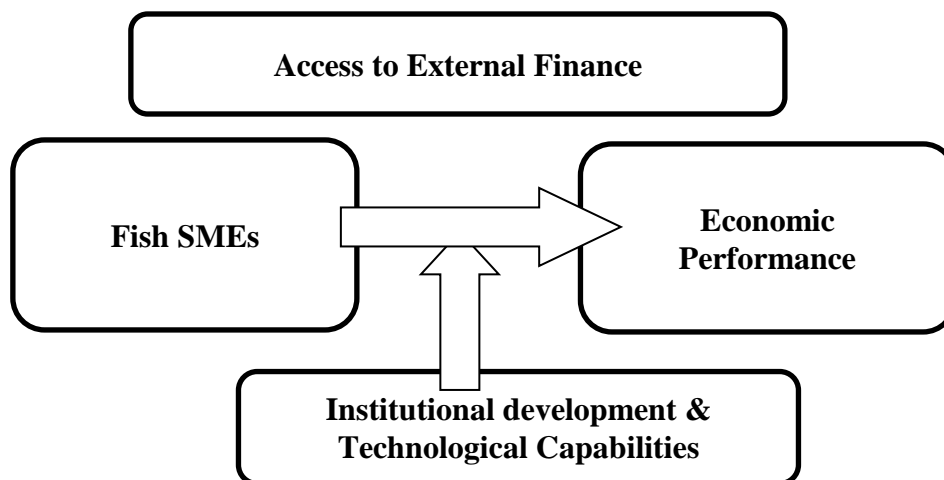 Access to External Finance
Fish SMEs
Economic
Performance
Institutional development &
Technological Capabilities